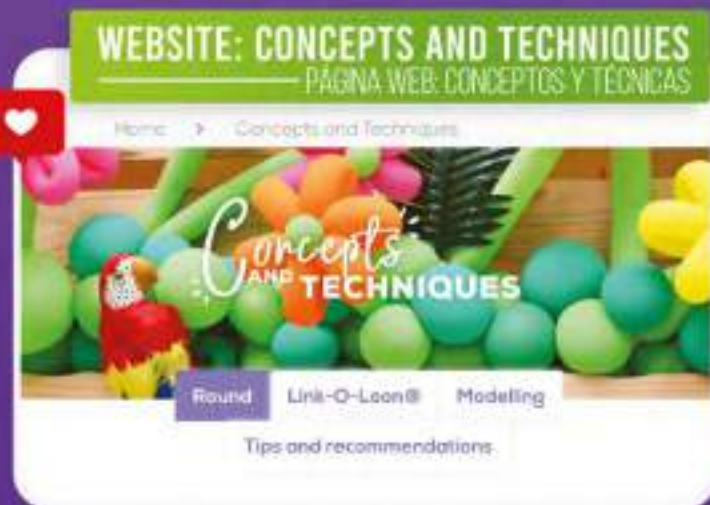 WEBSITE: CONCEPTS AND TECHNIQUES
PÁGINA WEB: CONCEPTOS Y TÉCNICAS
Home > Concepts and Techniques
Concepts
AND TECHNIQUES
Round Link-O-Loon® Modelling
Tips and recommendations